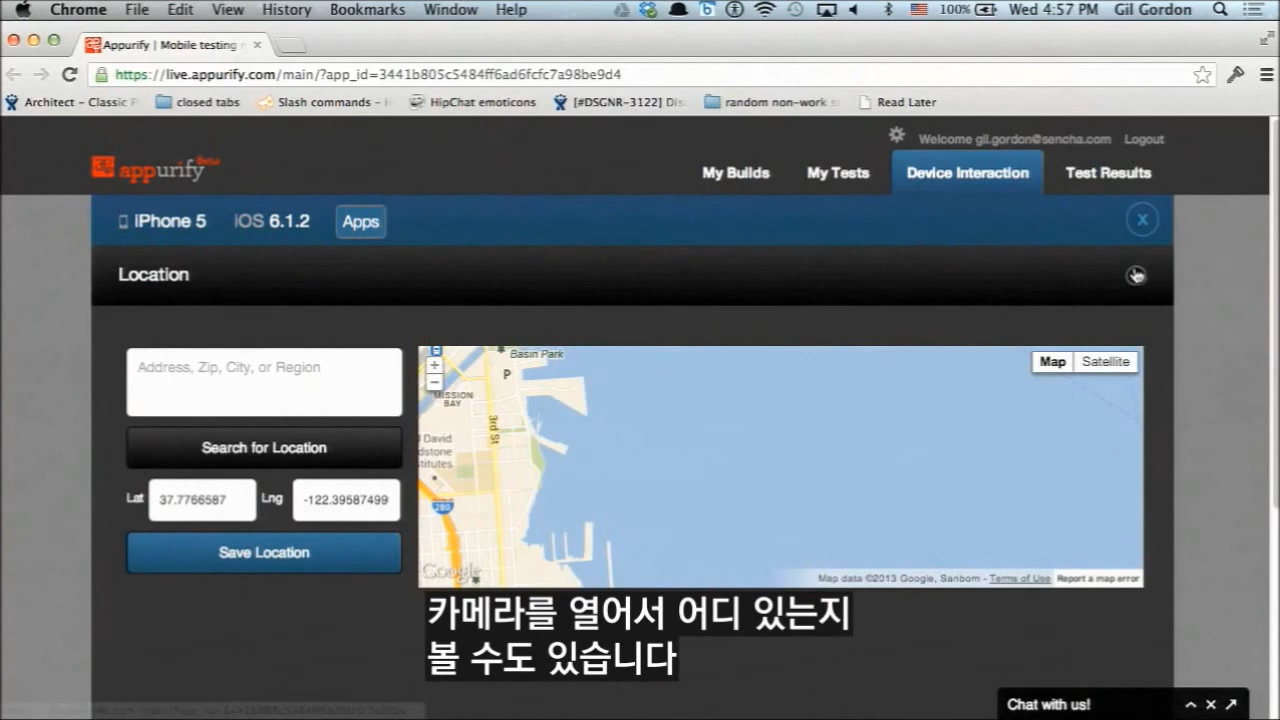 Chrome File Edit View History Bookmarks Window Help 100% Wed 4:57 PM Gil Gordon
Appurify | Mobile testing
https://live.appurify.com/main/?app_id=3441b805c5484ff6ad6fcfc7a98be9d4
Architect - Classic closed tabs Slash commands - HipChat emoticons [#DSGNR-3122] Dis random non-work Read Later
Welcome gil.gordon@sencha.com Logout
appurify Beta
My Builds My Tests Device Interaction Test Results
iPhone 5 iOS 6.1.2 Apps X
Location
Address, Zip, City, or Region
Search for Location
Lat 37.7766587 Lng -122.39587499
Save Location
Basin Park
Map Satellite
+
P
−
MISSION
BAY
3rd St
David
280
Google
Map data ©2013 Google, Sanborn - Terms of Use Report a map error
카메라를 열어서 어디 있는지
볼 수도 있습니다
Chat with us!